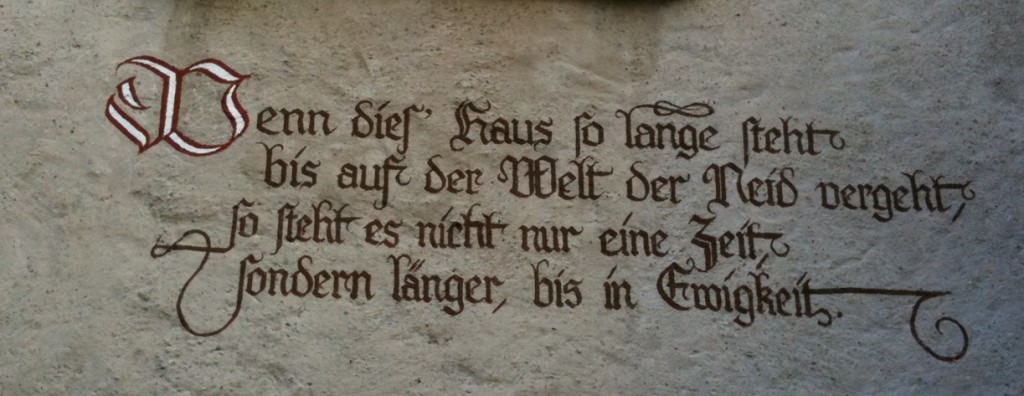 Wenn dieſ' Haus ſo lange ſteht
bis auf der Welt der Neid vergeht,
ſo ſteht es nicht nur eine Zeit,
ſondern länger, bis in Ewigkeit.